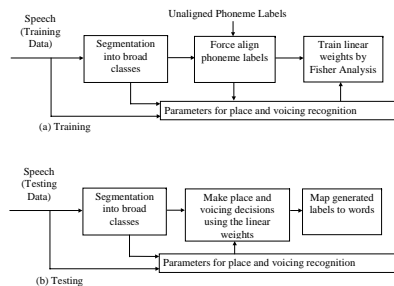 Unaligned Phoneme Labels
Speech
(Training
Data)
Segmentation
into broad
classes
Force align
phoneme labels
Train linear
weights by
Fisher Analysis
Parameters for place and voicing recognition
(a) Training
Speech
(Testing
Data)
Segmentation
into broad
classes
Make place and
voicing decisions
using the linear
weights
Map generated
labels to words
Parameters for place and voicing recognition
(b) Testing